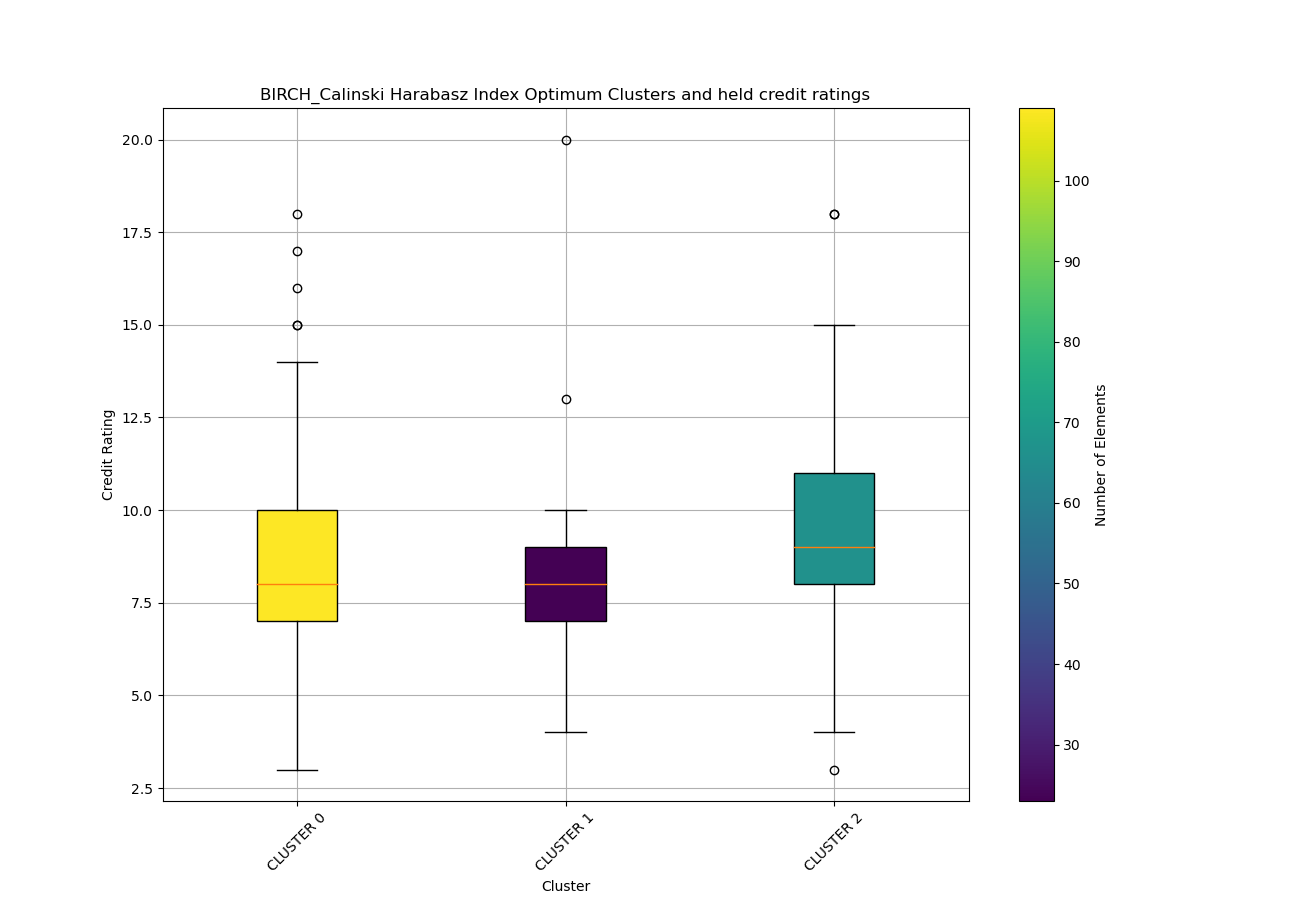 BIRCH_Calinski Harabasz Index Optimum Clusters and held credit ratings
20.0
17.5
15.0
12.5
10.0
7.5
5.0
2.5
Credit Rating
CLUSTER 0
CLUSTER 1
CLUSTER 2
Cluster
100
90
80
70
60
50
40
30
Number of Elements